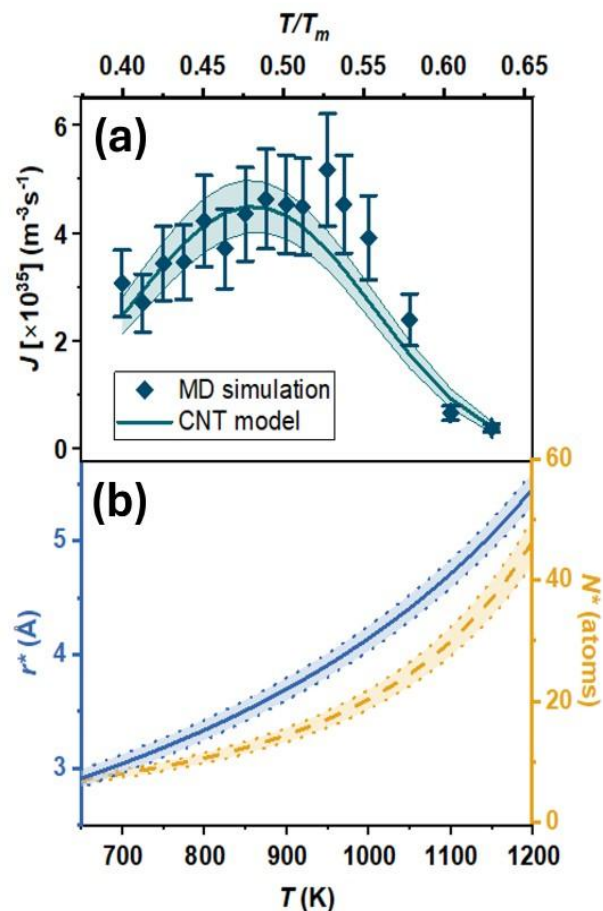 T/Tm
0.40 0.45 0.50 0.55 0.60 0.65
(a)
6
4
2
0
J [×10³⁵] (m⁻³s⁻¹)
MD simulation
CNT model
(b)
5
4
3
r* (Å)
60
40
20
0
N* (atoms)
700 800 900 1000 1100 1200
T (K)